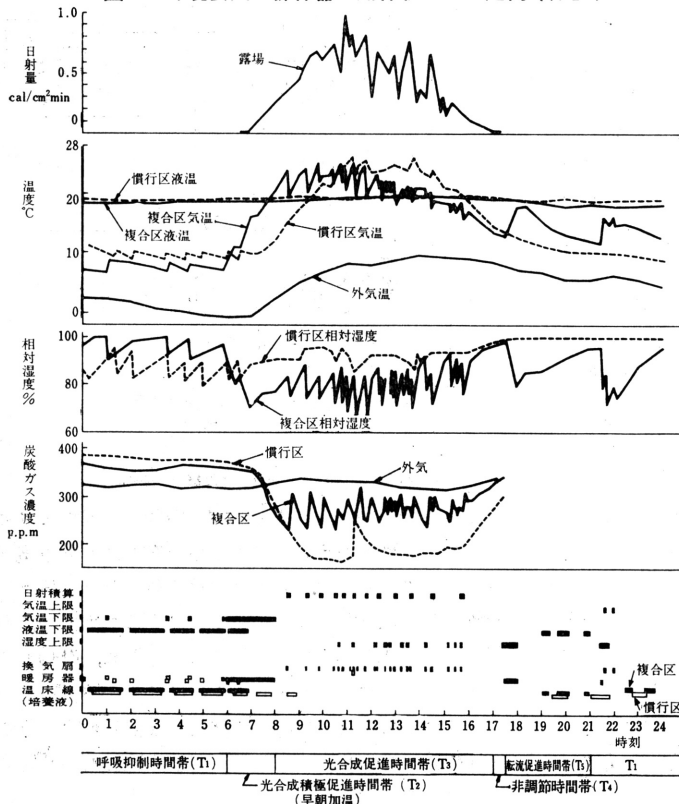 1.0
0.5
0
日射量
cal/cm²min
露場
28
20
10
0
温度
℃
慣行区液温
複合区液温
複合区気温
慣行区気温
外気温
100
80
60
相対湿度
%
慣行区相対湿度
複合区相対湿度
400
300
200
炭酸ガス濃度
p.p.m
慣行区
外気
複合区
日射積算
気温上限
気温下限
液温下限
湿度上限
換気扇
暖房器
温床線
(培養液)
複合区
慣行区
0 1 2 3 4 5 6 7 8 9 10 11 12 13 14 15 16 17 18 19 20 21 22 23 24
時刻
呼吸抑制時間帯(T₁)
光合成促進時間帯(T₃)
転流促進時間帯(T₅)
T₁
光合成積極促進時間帯(T₂)
(早朝加温)
非調節時間帯(T₄)